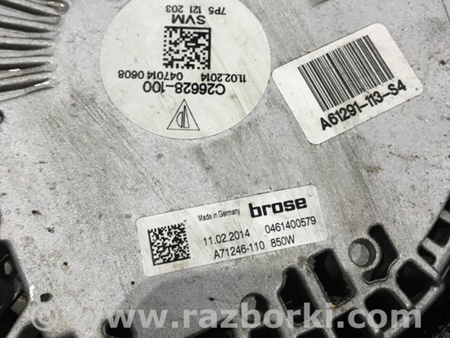 7P5 121 203
SVM
11.02.2014 047014 0608
C26628-100
A61291-113-S4
Made in Germany brose
11.02.2014 0461400579
A71246-110 850W
www.razborki.com